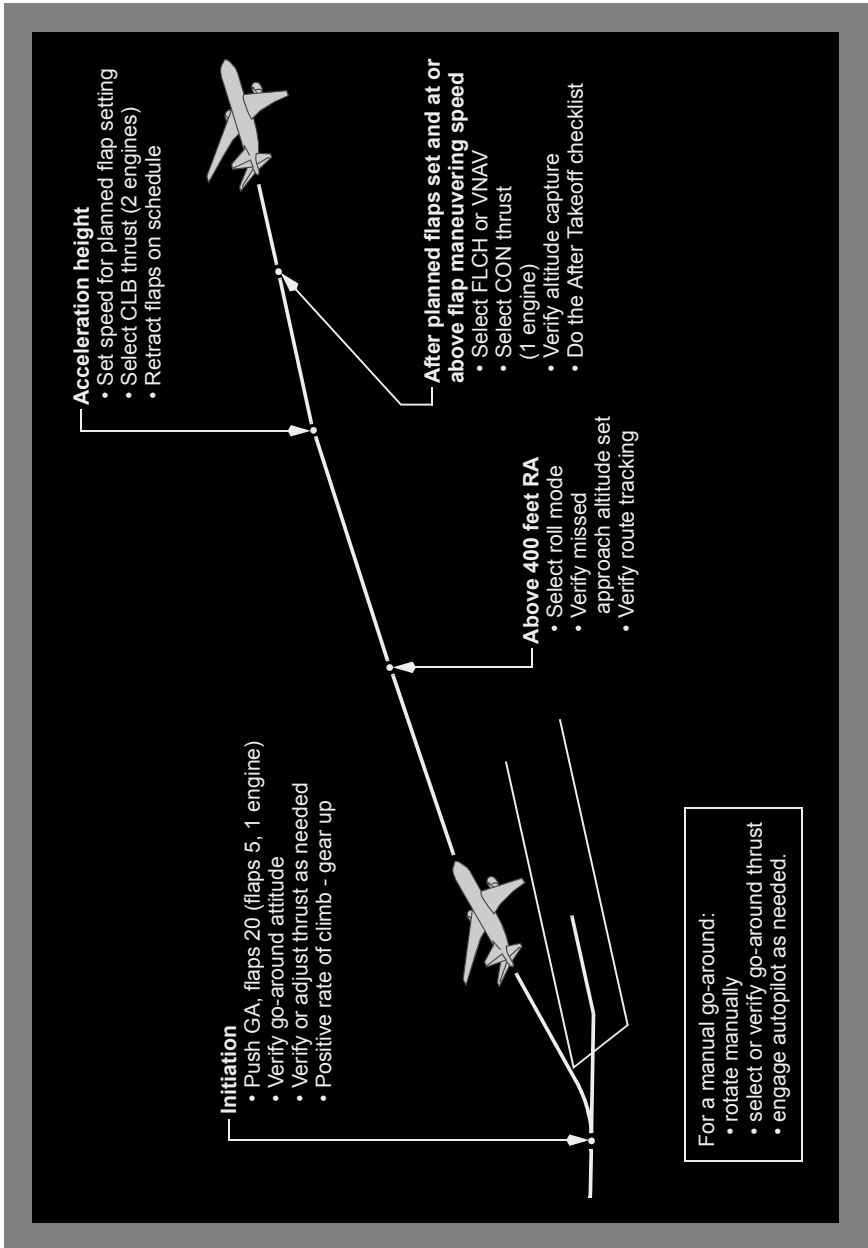 Initiation
• Push GA, flaps 20 (flaps 5, 1 engine)
• Verify go-around attitude
• Verify or adjust thrust as needed
• Positive rate of climb - gear up
Acceleration height
• Set speed for planned flap setting
• Select CLB thrust (2 engines)
• Retract flaps on schedule
Above 400 feet RA
• Select roll mode
• Verify missed
approach altitude set
• Verify route tracking
After planned flaps set and at or
above flap maneuvering speed
• Select FLCH or VNAV
• Select CON thrust
(1 engine)
• Verify altitude capture
• Do the After Takeoff checklist
For a manual go-around:
• rotate manually
• select or verify go-around thrust
• engage autopilot as needed.